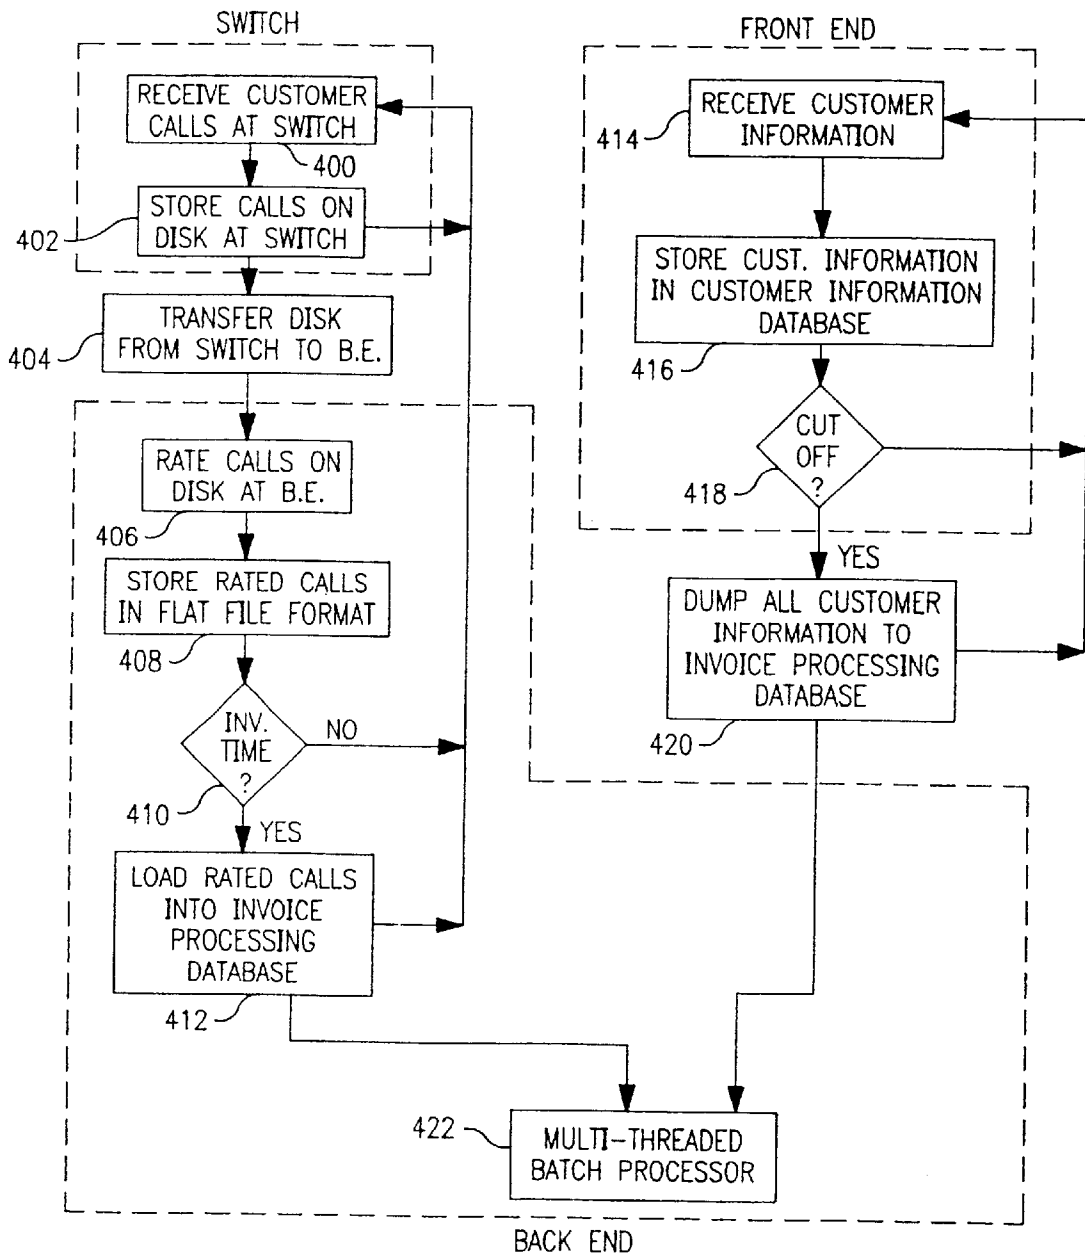 SWITCH
RECEIVE CUSTOMER
CALLS AT SWITCH
400
STORE CALLS ON
DISK AT SWITCH
402
TRANSFER DISK
FROM SWITCH TO B.E.
404
RATE CALLS ON
DISK AT B.E.
406
STORE RATED CALLS
IN FLAT FILE FORMAT
408
INV.
TIME
?
NO
410
YES
LOAD RATED CALLS
INTO INVOICE
PROCESSING
DATABASE
412
FRONT END
RECEIVE CUSTOMER
INFORMATION
414
STORE CUST. INFORMATION
IN CUSTOMER INFORMATION
DATABASE
416
CUT
OFF
?
418
YES
DUMP ALL CUSTOMER
INFORMATION TO
INVOICE PROCESSING
DATABASE
420
422
MULTI-THREADED
BATCH PROCESSOR
BACK END